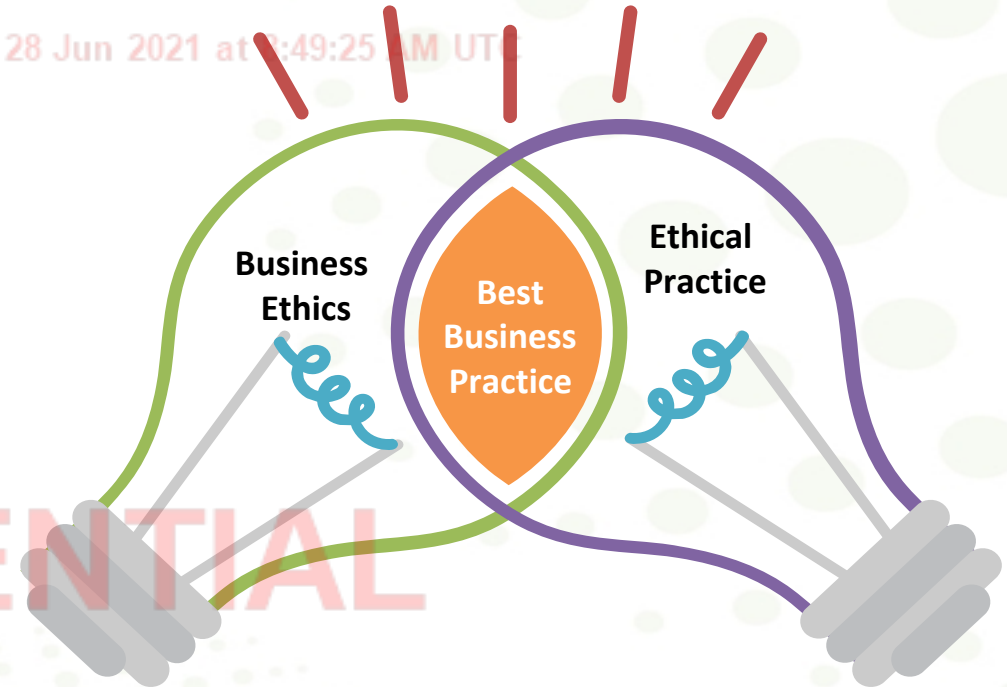 28 Jun 2021 at :49:25 AM UTC
Business
Ethics
Best
Business
Practice
Ethical
Practice
ENTIAL